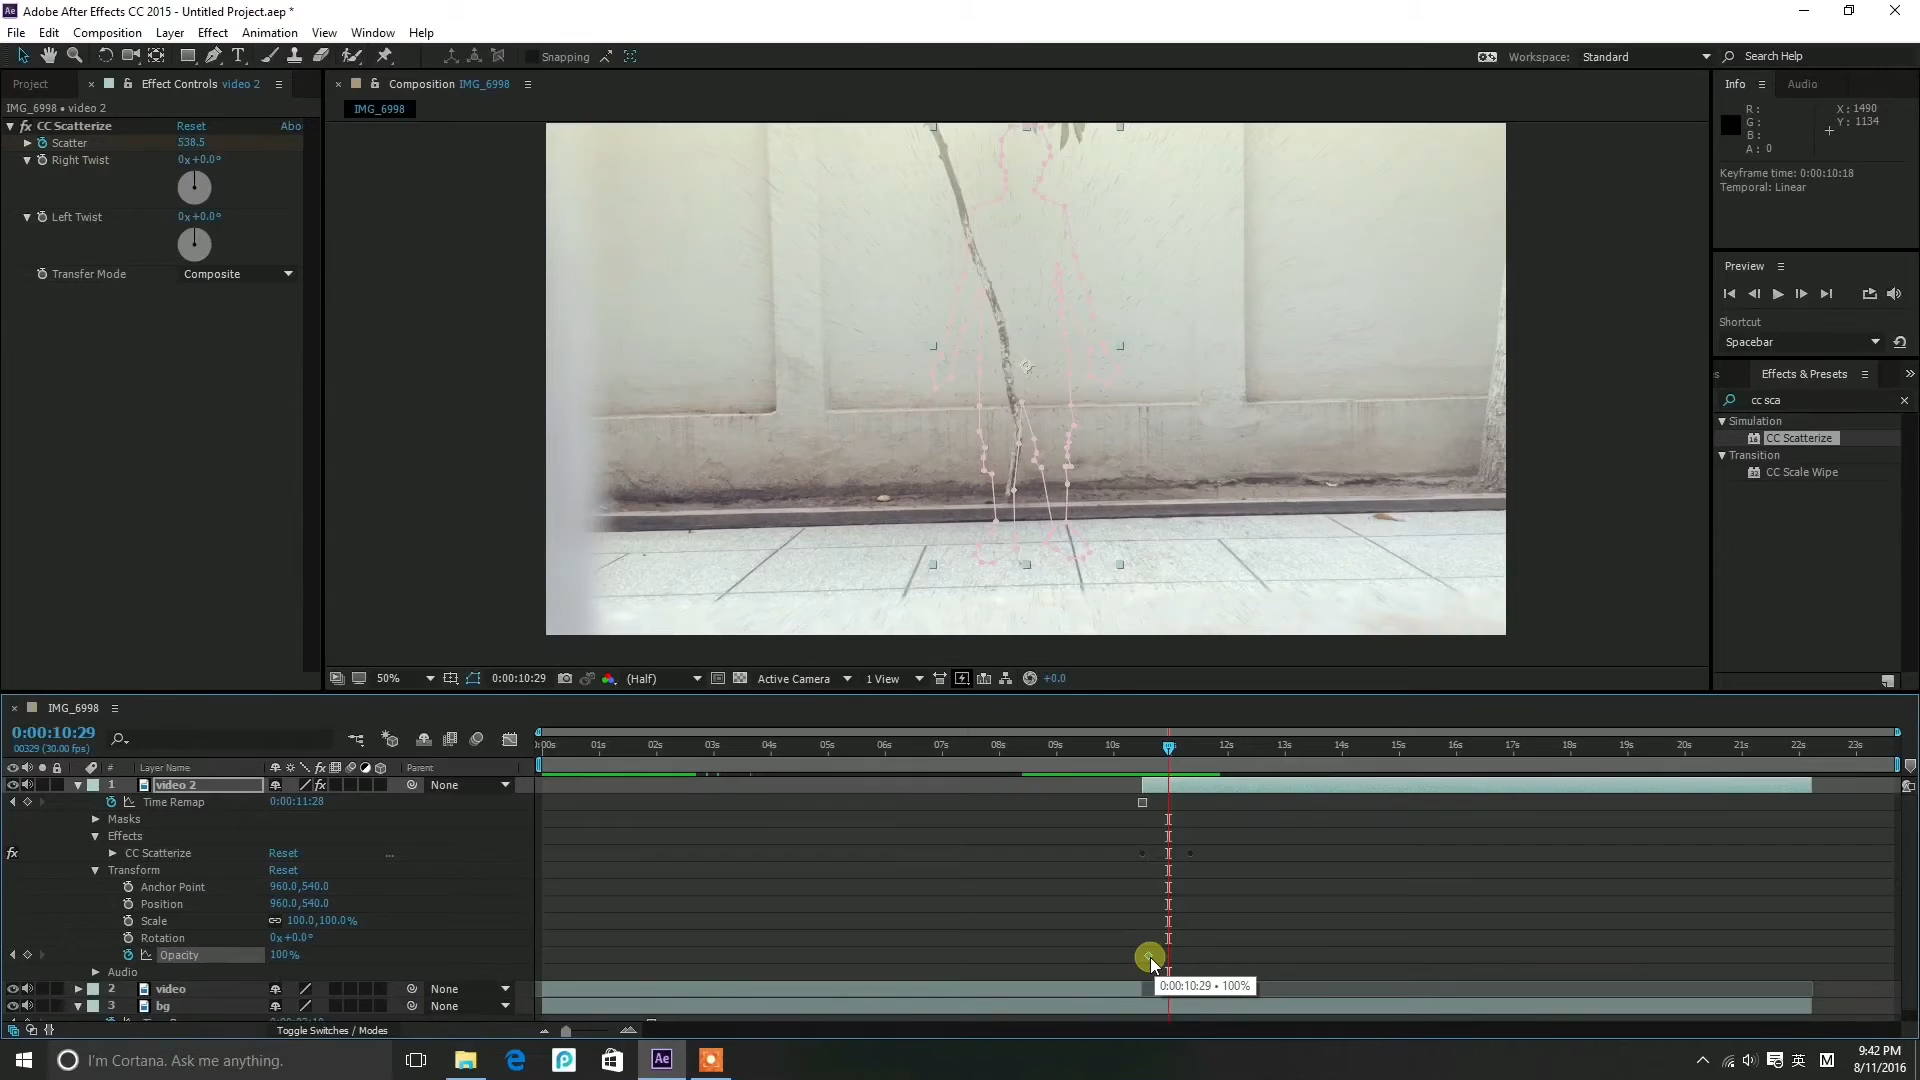 Ae Adobe After Effects CC 2015 - Untitled Project.aep *
File Edit Composition Layer Effect Animation View Window Help
Snapping Workspace: Standard Search Help
Project Effect Controls video 2
Composition IMG_6998
Info Audio
IMG_6998 • video 2
IMG_6998
CC Scatterize Reset Abo
Scatter 538.5
Right Twist 0x+0.0°
Left Twist 0x+0.0°
Transfer Mode Composite
R: X: 1490
G: Y: 1134
B:
A: 0
Keyframe time: 0:00:10:18
Temporal: Linear
Preview
Shortcut
Spacebar
Effects & Presets
cc sca
Simulation
CC Scatterize
Transition
CC Scale Wipe
50% 0:00:10:29 (Half) Active Camera 1 View +0.0
IMG_6998
0:00:10:29
00329 (30.00 fps)
:00s 01s 02s 03s 04s 05s 06s 07s 08s 09s 10s 12s 13s 14s 15s 16s 17s 18s 19s 20s 21s 22s 23s
# Layer Name Parent
1 video 2 None
Time Remap 0:00:11:28
Masks
Effects
CC Scatterize Reset ...
Transform Reset
Anchor Point 960.0,540.0
Position 960.0,540.0
Scale 100.0,100.0%
Rotation 0x+0.0°
Opacity 100%
Audio
0:00:10:29 • 100%
2 video None
3 bg None
Toggle Switches / Modes
I'm Cortana. Ask me anything.
Ae
英 M
9:42 PM
8/11/2016